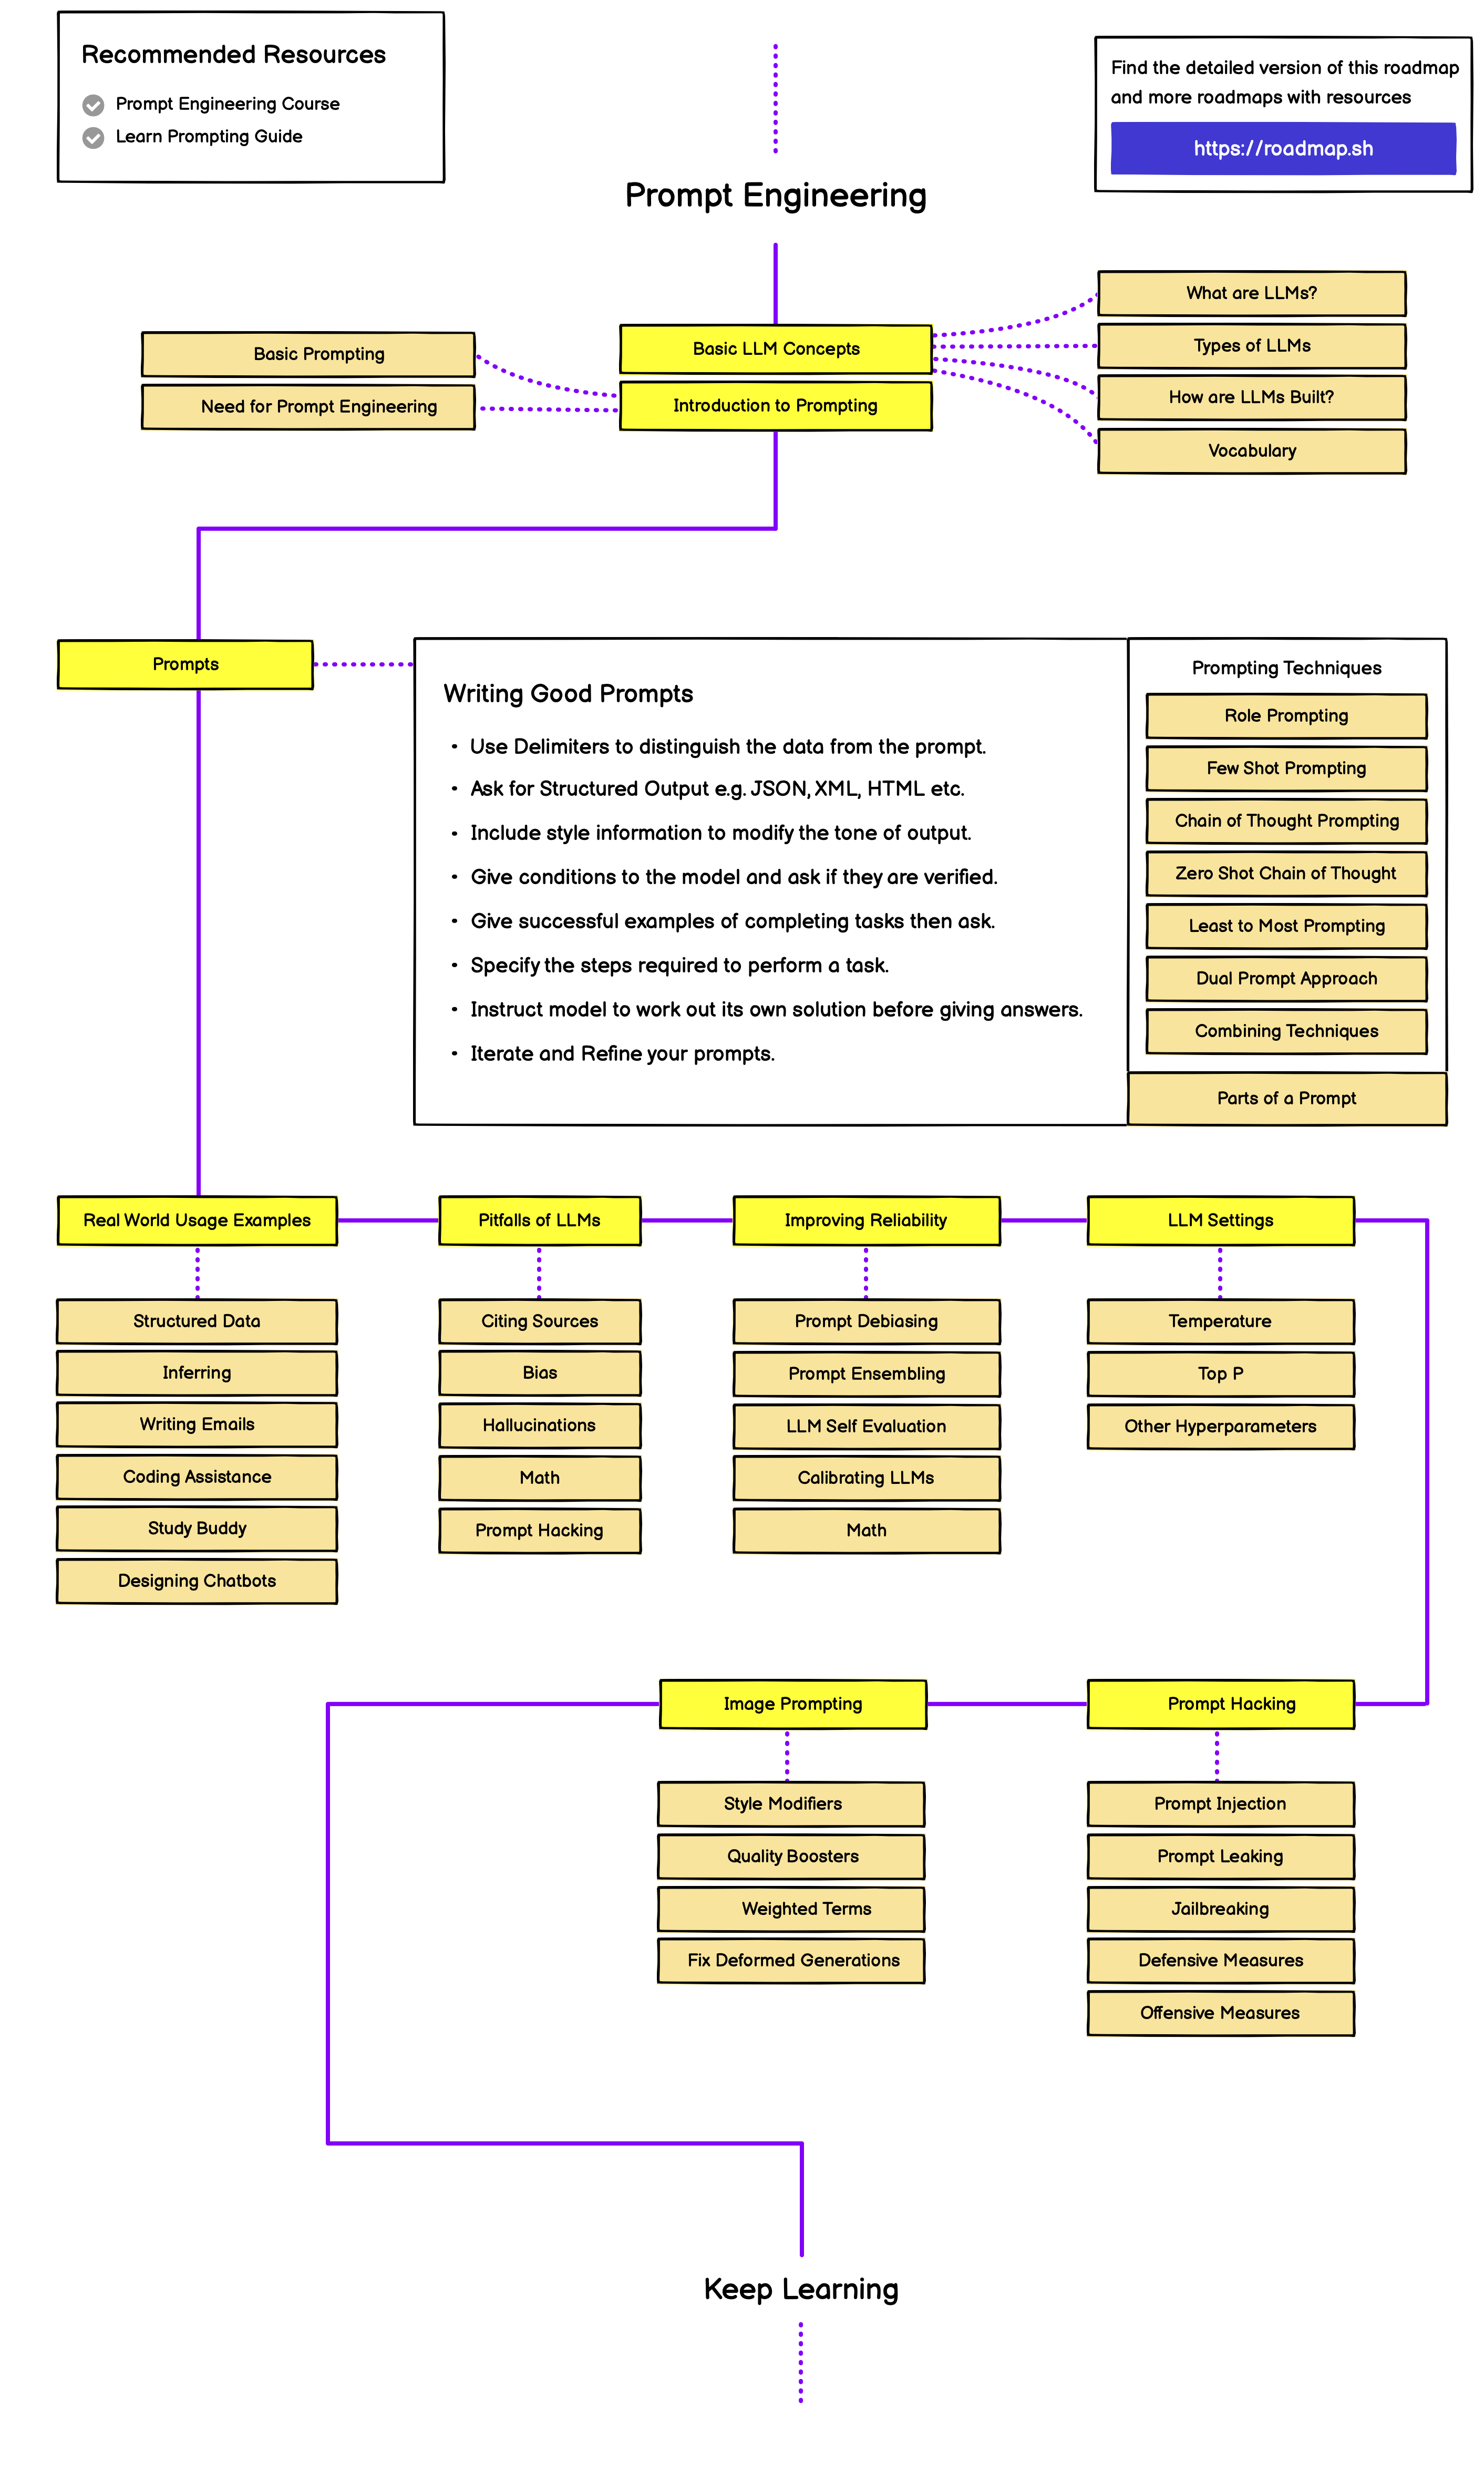 Recommended Resources
Prompt Engineering Course
Learn Prompting Guide
Find the detailed version of this roadmap
and more roadmaps with resources
https://roadmap.sh
Prompt Engineering
Basic LLM Concepts
Introduction to Prompting
What are LLMs?
Types of LLMs
How are LLMs Built?
Vocabulary
Basic Prompting
Need for Prompt Engineering
Prompts
Writing Good Prompts
• Use Delimiters to distinguish the data from the prompt.
• Ask for Structured Output e.g. JSON, XML, HTML etc.
• Include style information to modify the tone of output.
• Give conditions to the model and ask if they are verified.
• Give successful examples of completing tasks then ask.
• Specify the steps required to perform a task.
• Instruct model to work out its own solution before giving answers.
• Iterate and Refine your prompts.
Prompting Techniques
Role Prompting
Few Shot Prompting
Chain of Thought Prompting
Zero Shot Chain of Thought
Least to Most Prompting
Dual Prompt Approach
Combining Techniques
Parts of a Prompt
Real World Usage Examples
Structured Data
Inferring
Writing Emails
Coding Assistance
Study Buddy
Designing Chatbots
Pitfalls of LLMs
Citing Sources
Bias
Hallucinations
Math
Prompt Hacking
Improving Reliability
Prompt Debiasing
Prompt Ensembling
LLM Self Evaluation
Calibrating LLMs
Math
LLM Settings
Temperature
Top P
Other Hyperparameters
Prompt Hacking
Prompt Injection
Prompt Leaking
Jailbreaking
Defensive Measures
Offensive Measures
Image Prompting
Style Modifiers
Quality Boosters
Weighted Terms
Fix Deformed Generations
Keep Learning